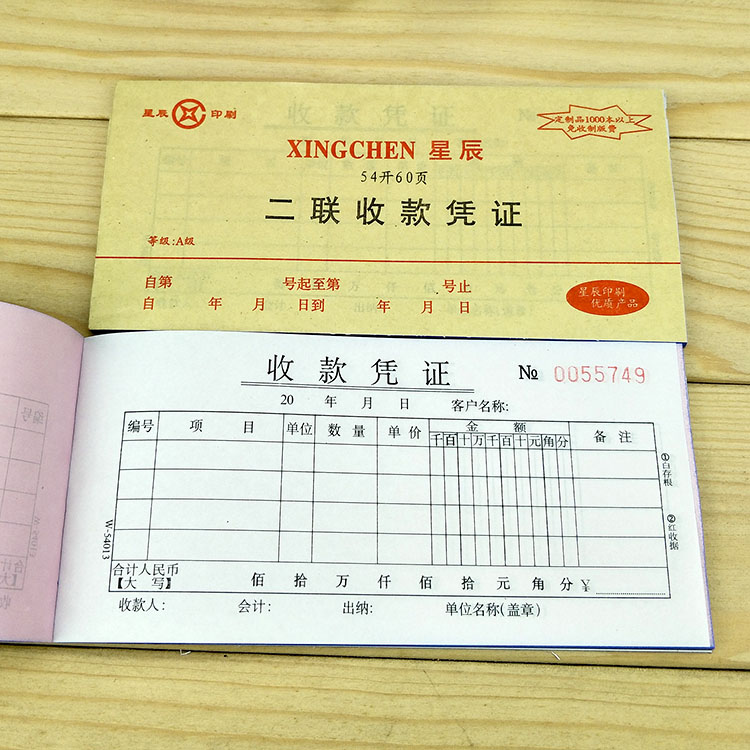 星辰 印刷
定制品1000本以上
免收制版费
XINGCHEN 星辰
54开60页
二联收款凭证
等级:A级
自第 号起至第 号止
自 年 月 日到 年 月 日
星辰印刷
优质产品
收款凭证
№ 0055749
20 年 月 日 客户名称:
编号 项目 单位 数量 单价 金额 备注
千百十万千百十元角分
①白存根
②红收据
W-S4013
合计人民币
【大写】 佰 拾 万 仟 佰 拾 元 角 分 ¥
收款人: 会计: 出纳: 单位名称(盖章)